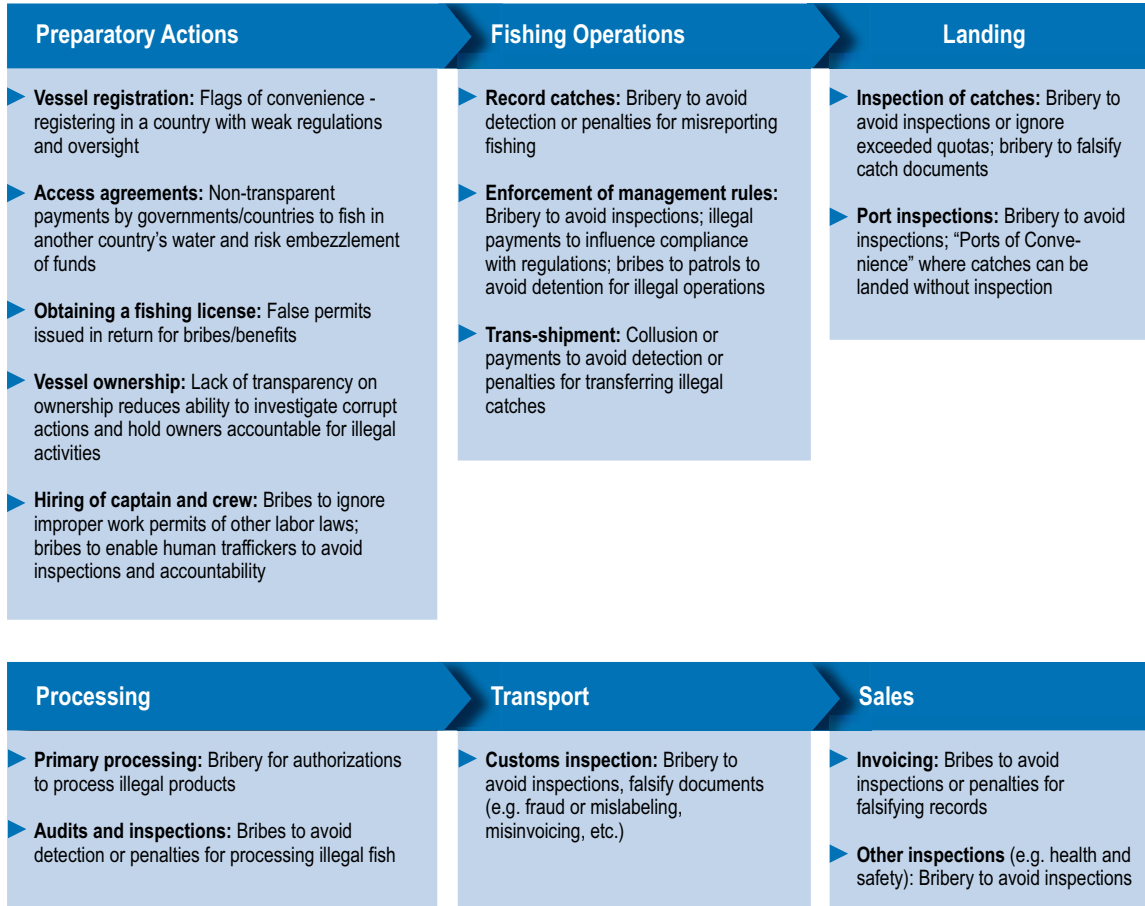 Preparatory Actions
Vessel registration: Flags of convenience -
registering in a country with weak regulations
and oversight
Access agreements: Non-transparent
payments by governments/countries to fish in
another country's water and risk embezzlement
of funds
Obtaining a fishing license: False permits
issued in return for bribes/benefits
Vessel ownership: Lack of transparency on
ownership reduces ability to investigate corrupt
actions and hold owners accountable for illegal
activities
Hiring of captain and crew: Bribes to ignore
improper work permits of other labor laws;
bribes to enable human traffickers to avoid
inspections and accountability
Fishing Operations
Record catches: Bribery to avoid
detection or penalties for misreporting
fishing
Enforcement of management rules:
Bribery to avoid inspections; illegal
payments to influence compliance
with regulations; bribes to patrols to
avoid detention for illegal operations
Trans-shipment: Collusion or
payments to avoid detection or
penalties for transferring illegal
catches
Landing
Inspection of catches: Bribery to
avoid inspections or ignore
exceeded quotas; bribery to falsify
catch documents
Port inspections: Bribery to avoid
inspections; “Ports of Conve-
nience” where catches can be
landed without inspection
Processing
Primary processing: Bribery for authorizations
to process illegal products
Audits and inspections: Bribes to avoid
detection or penalties for processing illegal fish
Transport
Customs inspection: Bribery to
avoid inspections, falsify documents
(e.g. fraud or mislabeling,
misinvoicing, etc.)
Sales
Invoicing: Bribes to avoid
inspections or penalties for
falsifying records
Other inspections (e.g. health and
safety): Bribery to avoid inspections